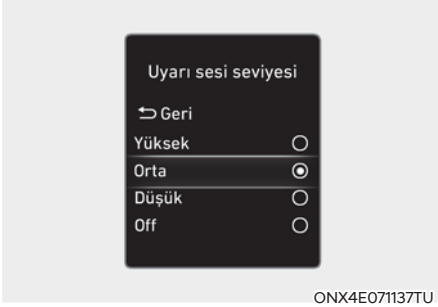 Uyarı sesi seviyesi
Geri
Yüksek
Orta
Düşük
Off
ONX4E071137TU